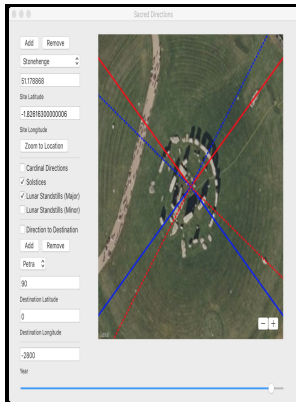 Sacred Directions
Add Remove
Stonehenge
51.178868
Site Latitude
-1.82616300000006
Site Longitude
Zoom to Location
Cardinal Directions
Solstices
Lunar Standstills (Major)
Lunar Standstills (Minor)
Direction to Destination
Add Remove
Petra
90
Destination Latitude
0
Destination Longitude
-2800
Year
- +